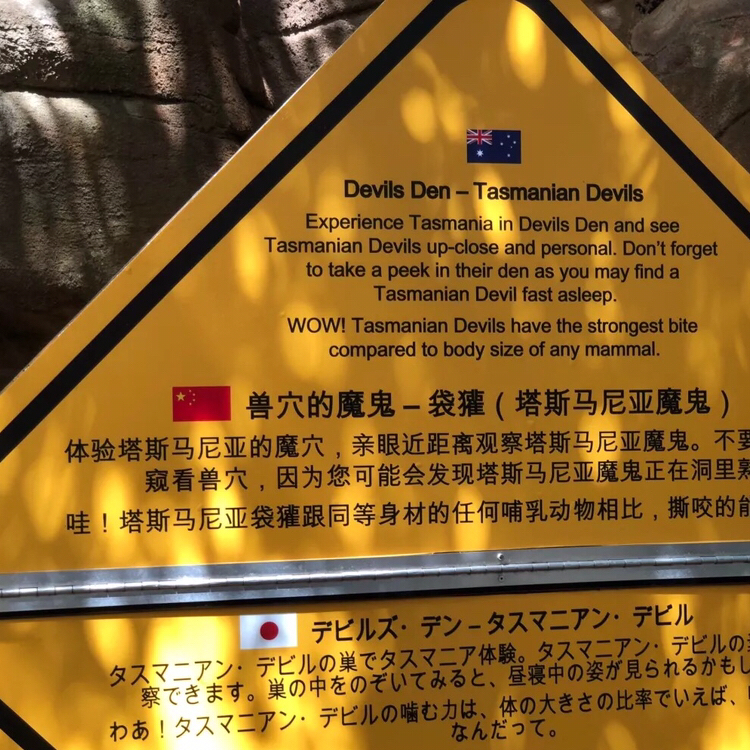 Devils Den – Tasmanian Devils
Experience Tasmania in Devils Den and see
Tasmanian Devils up-close and personal. Don't forget
to take a peek in their den as you may find a
Tasmanian Devil fast asleep.
WOW! Tasmanian Devils have the strongest bite
compared to body size of any mammal.
兽穴的魔鬼 – 袋獾（塔斯马尼亚魔鬼）
体验塔斯马尼亚的魔穴，亲眼近距离观察塔斯马尼亚魔鬼。不要
窥看兽穴，因为您可能会发现塔斯马尼亚魔鬼正在洞里熟
哇！塔斯马尼亚袋獾跟同等身材的任何哺乳动物相比，撕咬的能
デビルズ・デン – タスマニアン・デビル
タスマニアン・デビルの巣でタスマニア体験。タスマニアン・デビルの
察できます。巣の中をのぞいてみると、昼寝中の姿が見られるかもし
わあ！タスマニアン・デビルの噛む力は、体の大きさの比率でいえば、
なんだって。